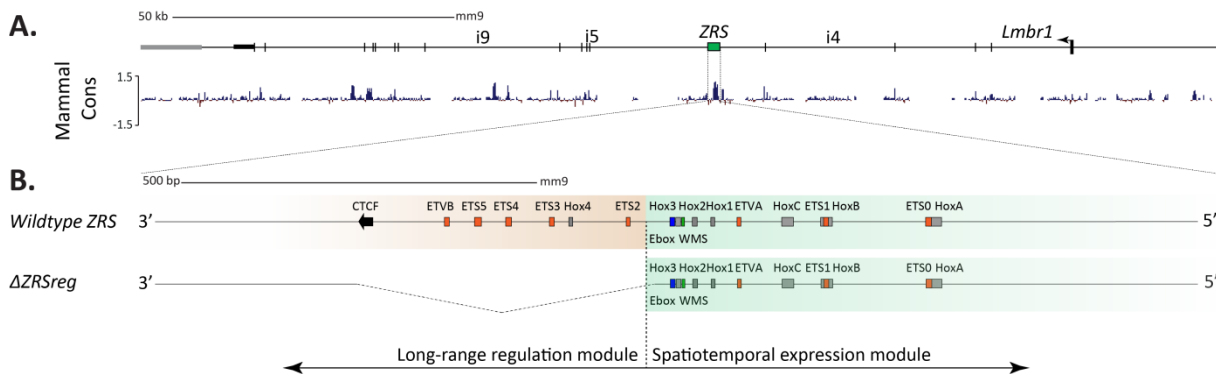 50 kb mm9
A.
i9 i5 ZRS i4 Lmbr1
Mammal
Cons
1.5
-1.5
B.
500 bp mm9
CTCF ETVB ETS5 ETS4 ETS3 Hox4 ETS2 Hox3 Hox2 Hox1 ETVA HoxC ETS1 HoxB ETS0 HoxA
Wildtype ZRS 3’ 5’
Ebox WMS
Hox3 Hox2 Hox1 ETVA HoxC ETS1 HoxB ETS0 HoxA
ΔZRSreg 3’ 5’
Ebox WMS
Long-range regulation module Spatiotemporal expression module